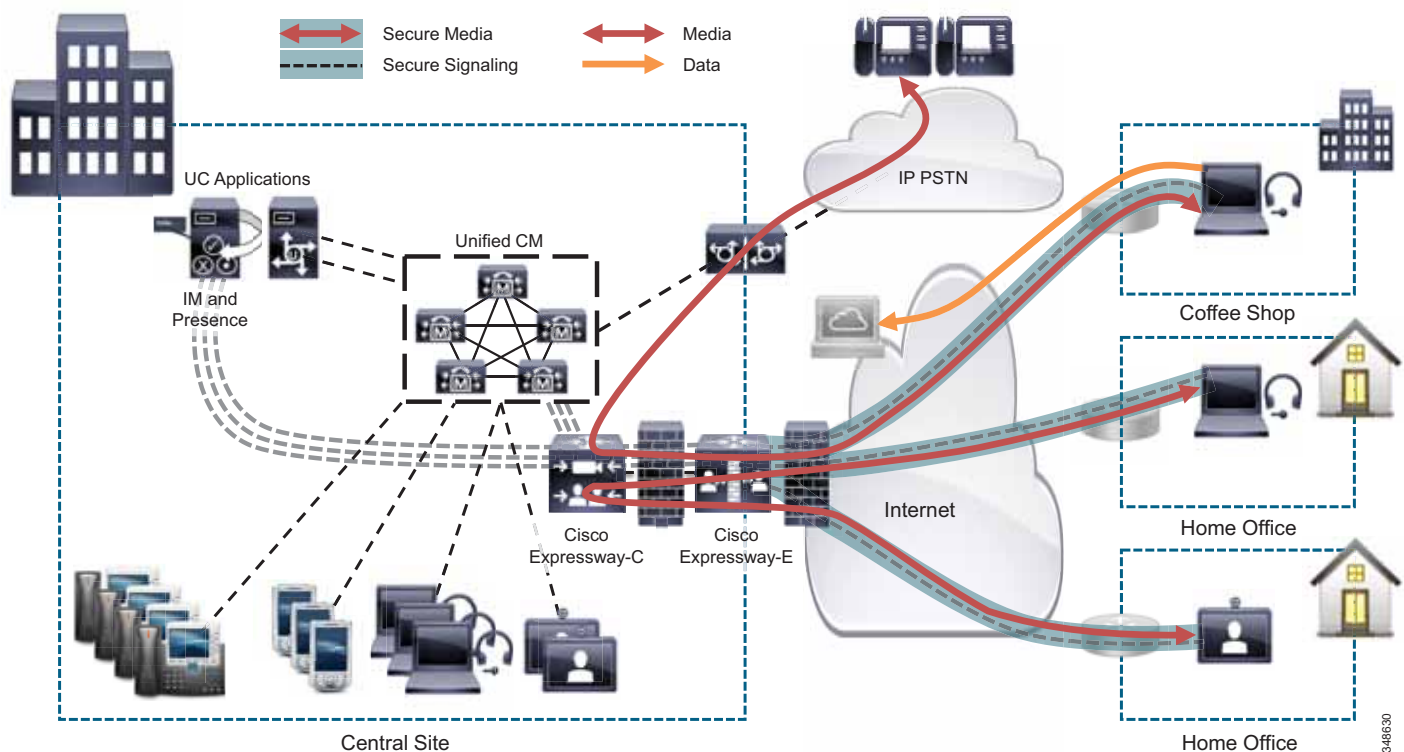 Secure Media
Media
Secure Signaling
Data
UC Applications
Unified CM
IM and
Presence
IP PSTN
Coffee Shop
Internet
Cisco
Expressway-C
Cisco
Expressway-E
Home Office
Home Office
Central Site
348630